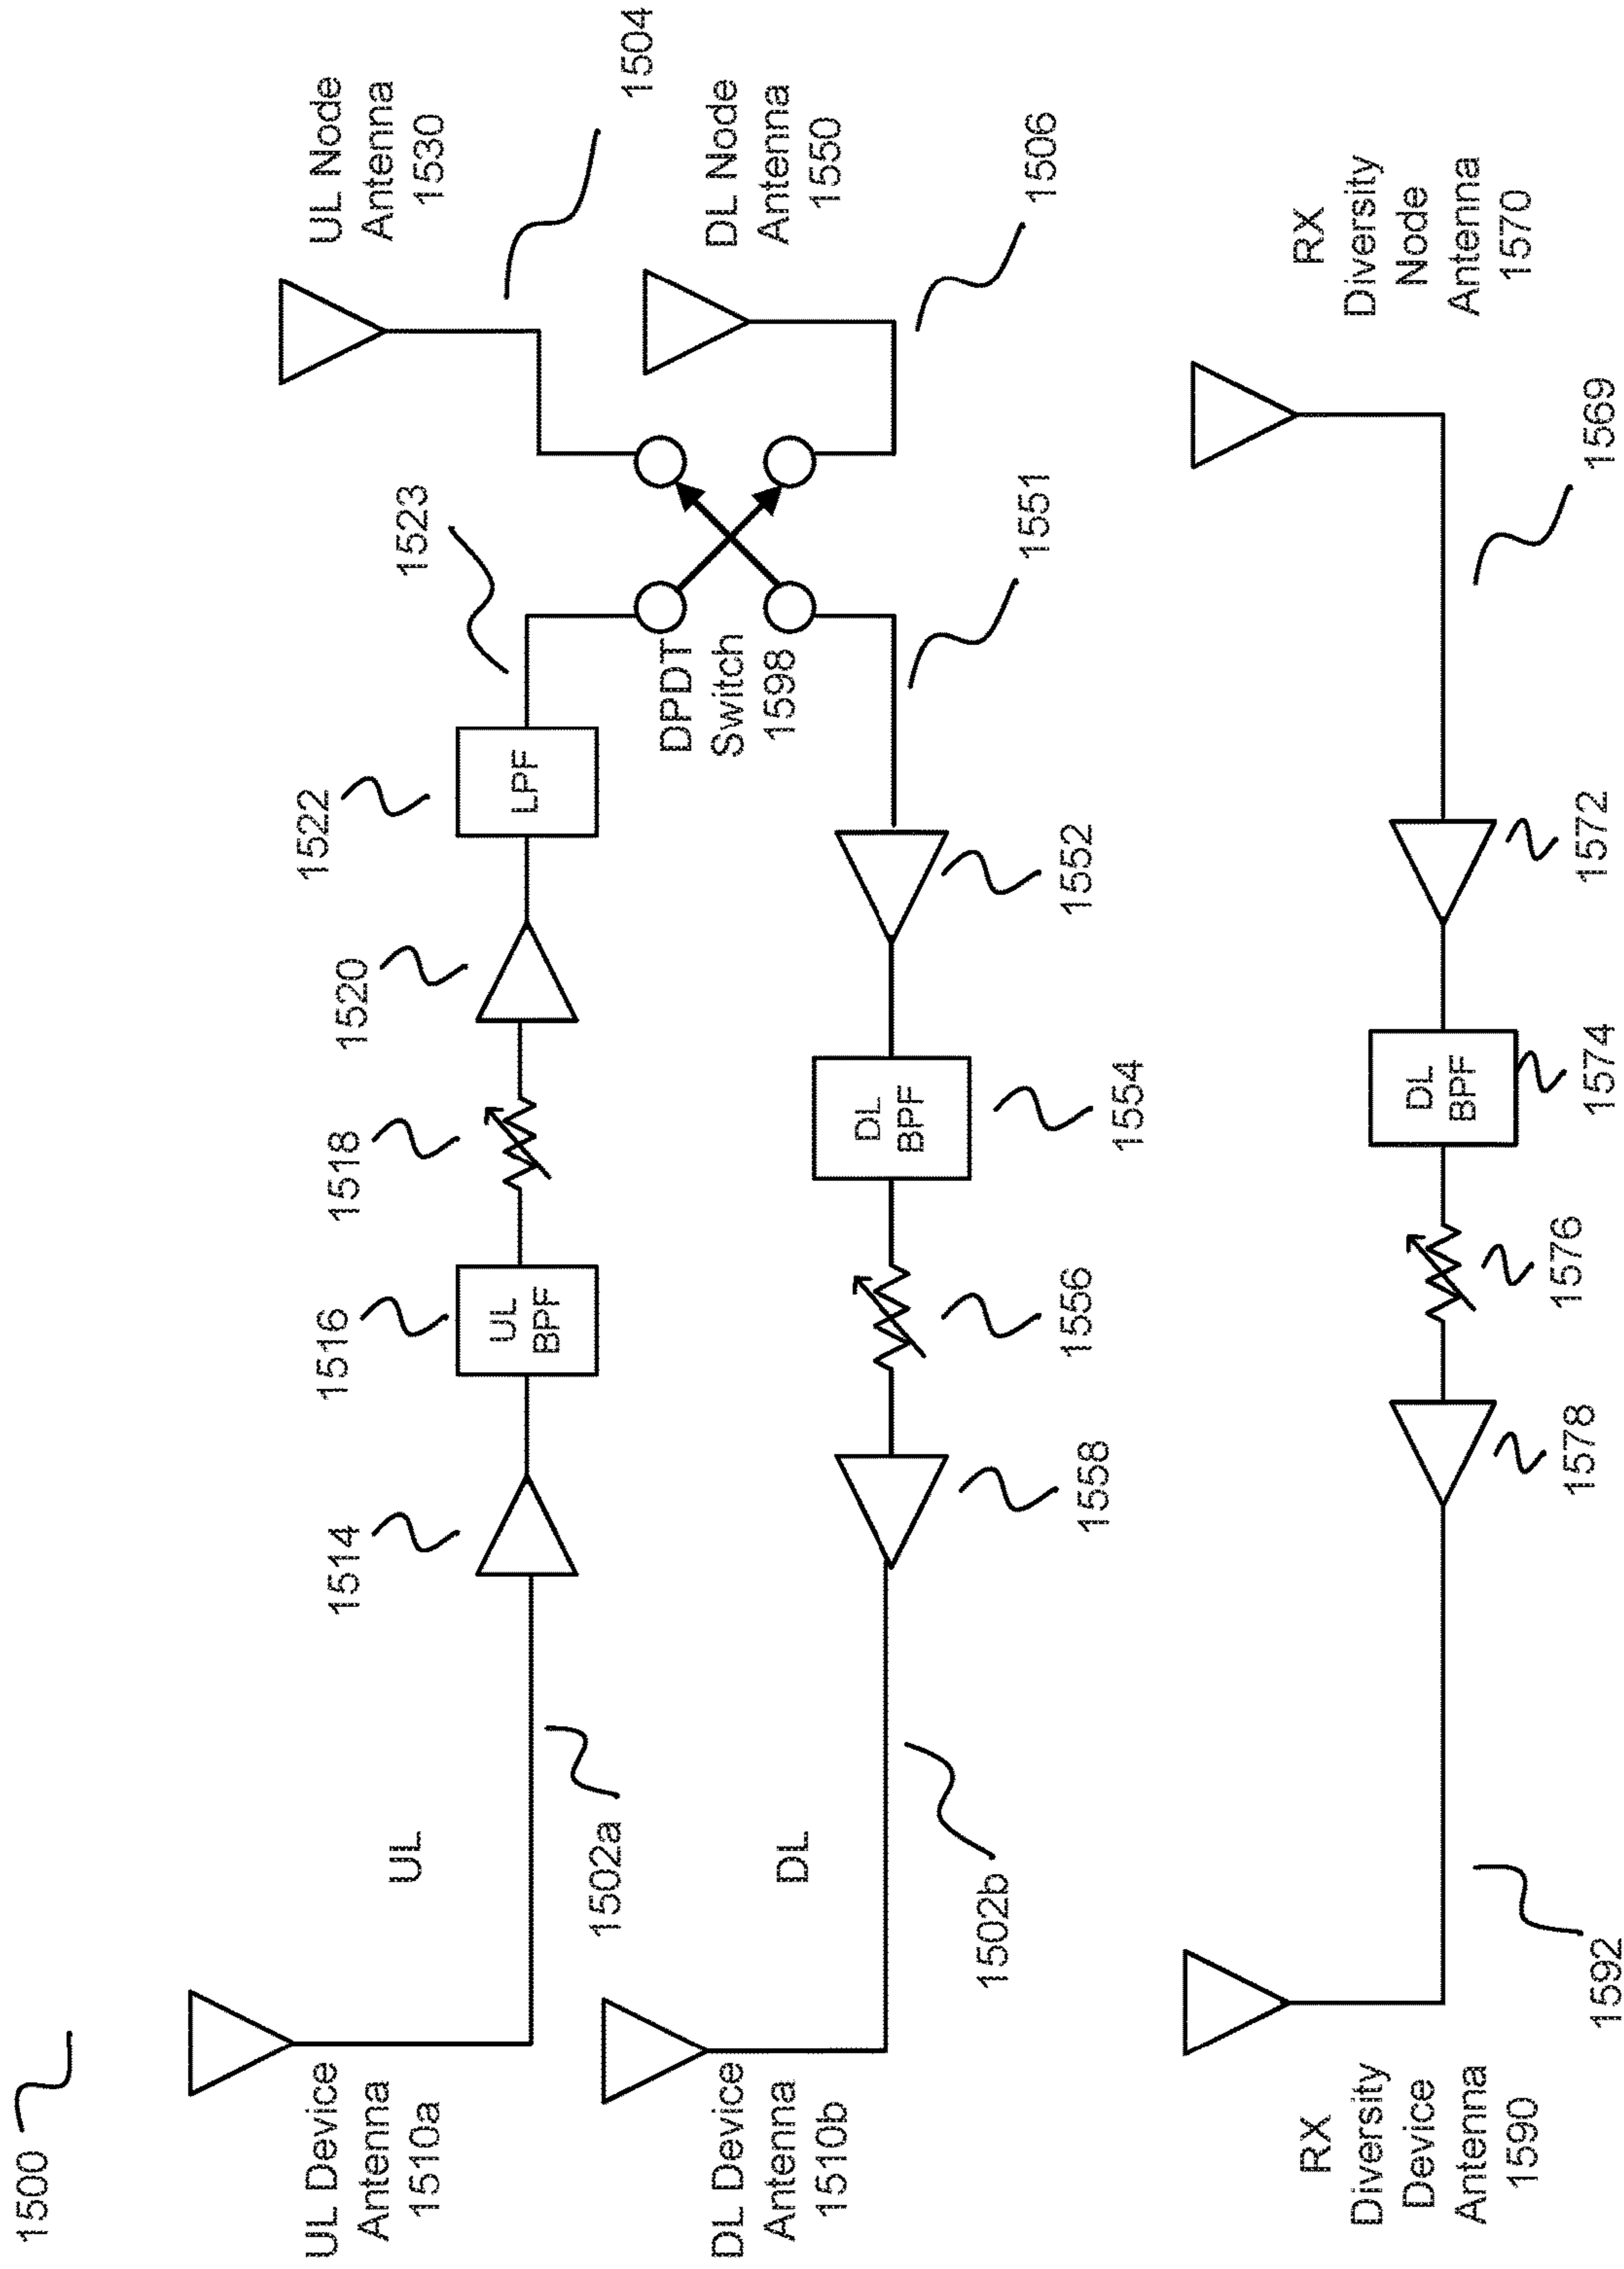 1500
UL Device
Antenna
1510a
UL
1502a
1514
1516
UL
BPF
1518
1520
1522
LPF
1523
UL Node
Antenna
1530
1504
DPDT
Switch
1598
DL Device
Antenna
1510b
DL
1502b
1558
1556
DL
BPF
1554
1552
1551
DL Node
Antenna
1550
1506
RX
Diversity
Device
Antenna
1590
1592
1578
1576
DL
BPF
1574
1572
1569
RX
Diversity
Node
Antenna
1570